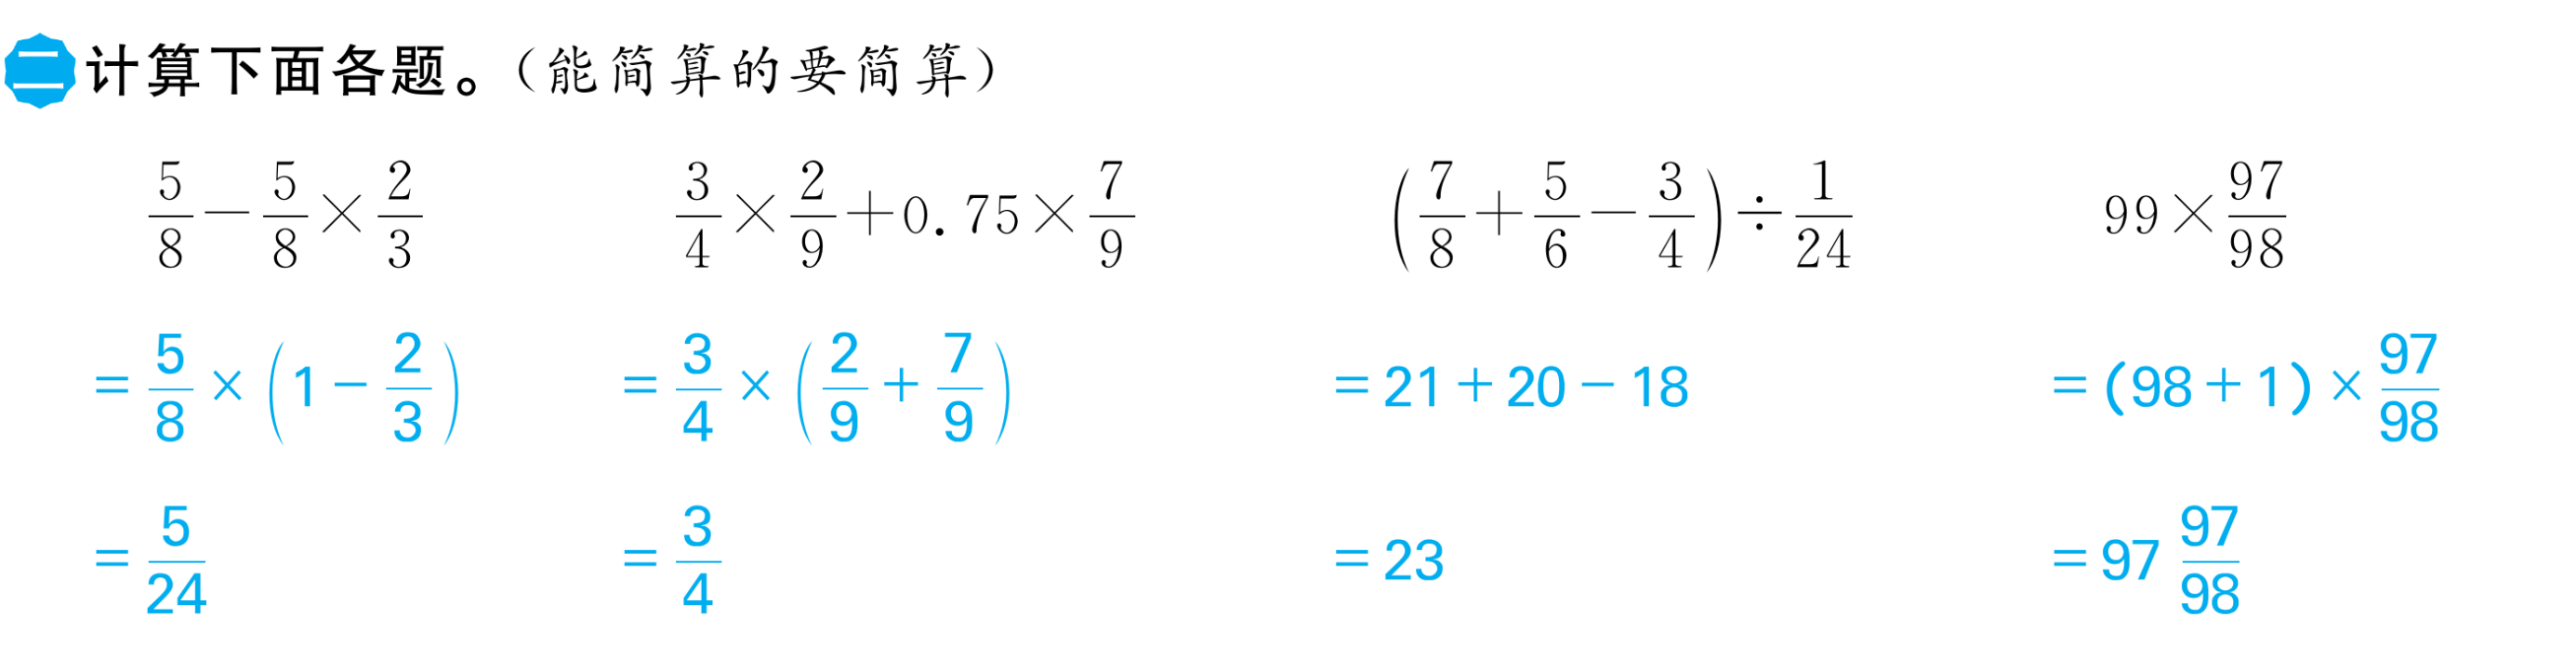 二 计算下面各题。(能简算的要简算)
5/8 − 5/8 × 2/3    3/4 × 2/9 + 0.75 × 7/9    (7/8 + 5/6 − 3/4) ÷ 1/24    99 × 97/98
= 5/8 × (1 − 2/3)    = 3/4 × (2/9 + 7/9)    = 21 + 20 − 18    = (98 + 1) × 97/98
= 5/24    = 3/4    = 23    = 97 97/98